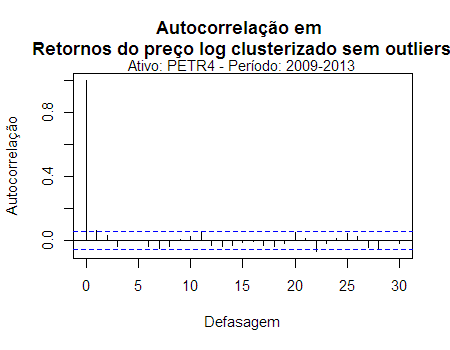 Autocorrelação em
Retornos do preço log clusterizado sem outliers
Ativo: PETR4 - Período: 2009-2013
Autocorrelação
0.8
0.4
0.0
0 5 10 15 20 25 30
Defasagem